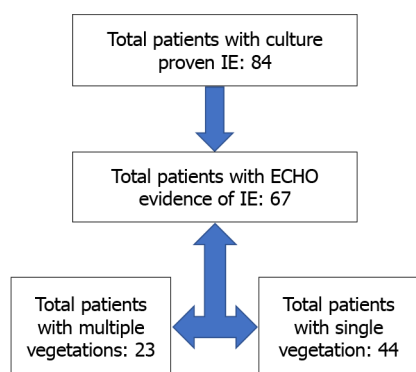 Total patients with culture
proven IE: 84
Total patients with ECHO
evidence of IE: 67
Total patients
with multiple
vegetations: 23
Total patients
with single
vegetation: 44